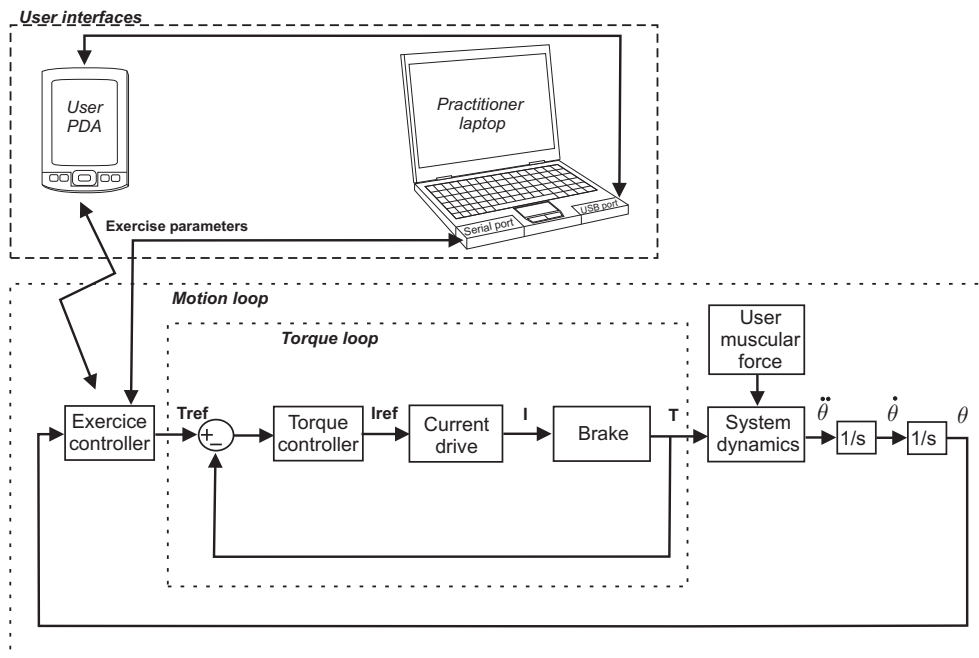 User interfaces
User
PDA
Practitioner
laptop
Serial port
USB port
Exercise parameters
Motion loop
Torque loop
User
muscular
force
Exercice
controller
Tref
+
−
Torque
controller
Iref
Current
drive
I
Brake
T
System
dynamics
θ̈
1/s
θ̇
1/s
θ